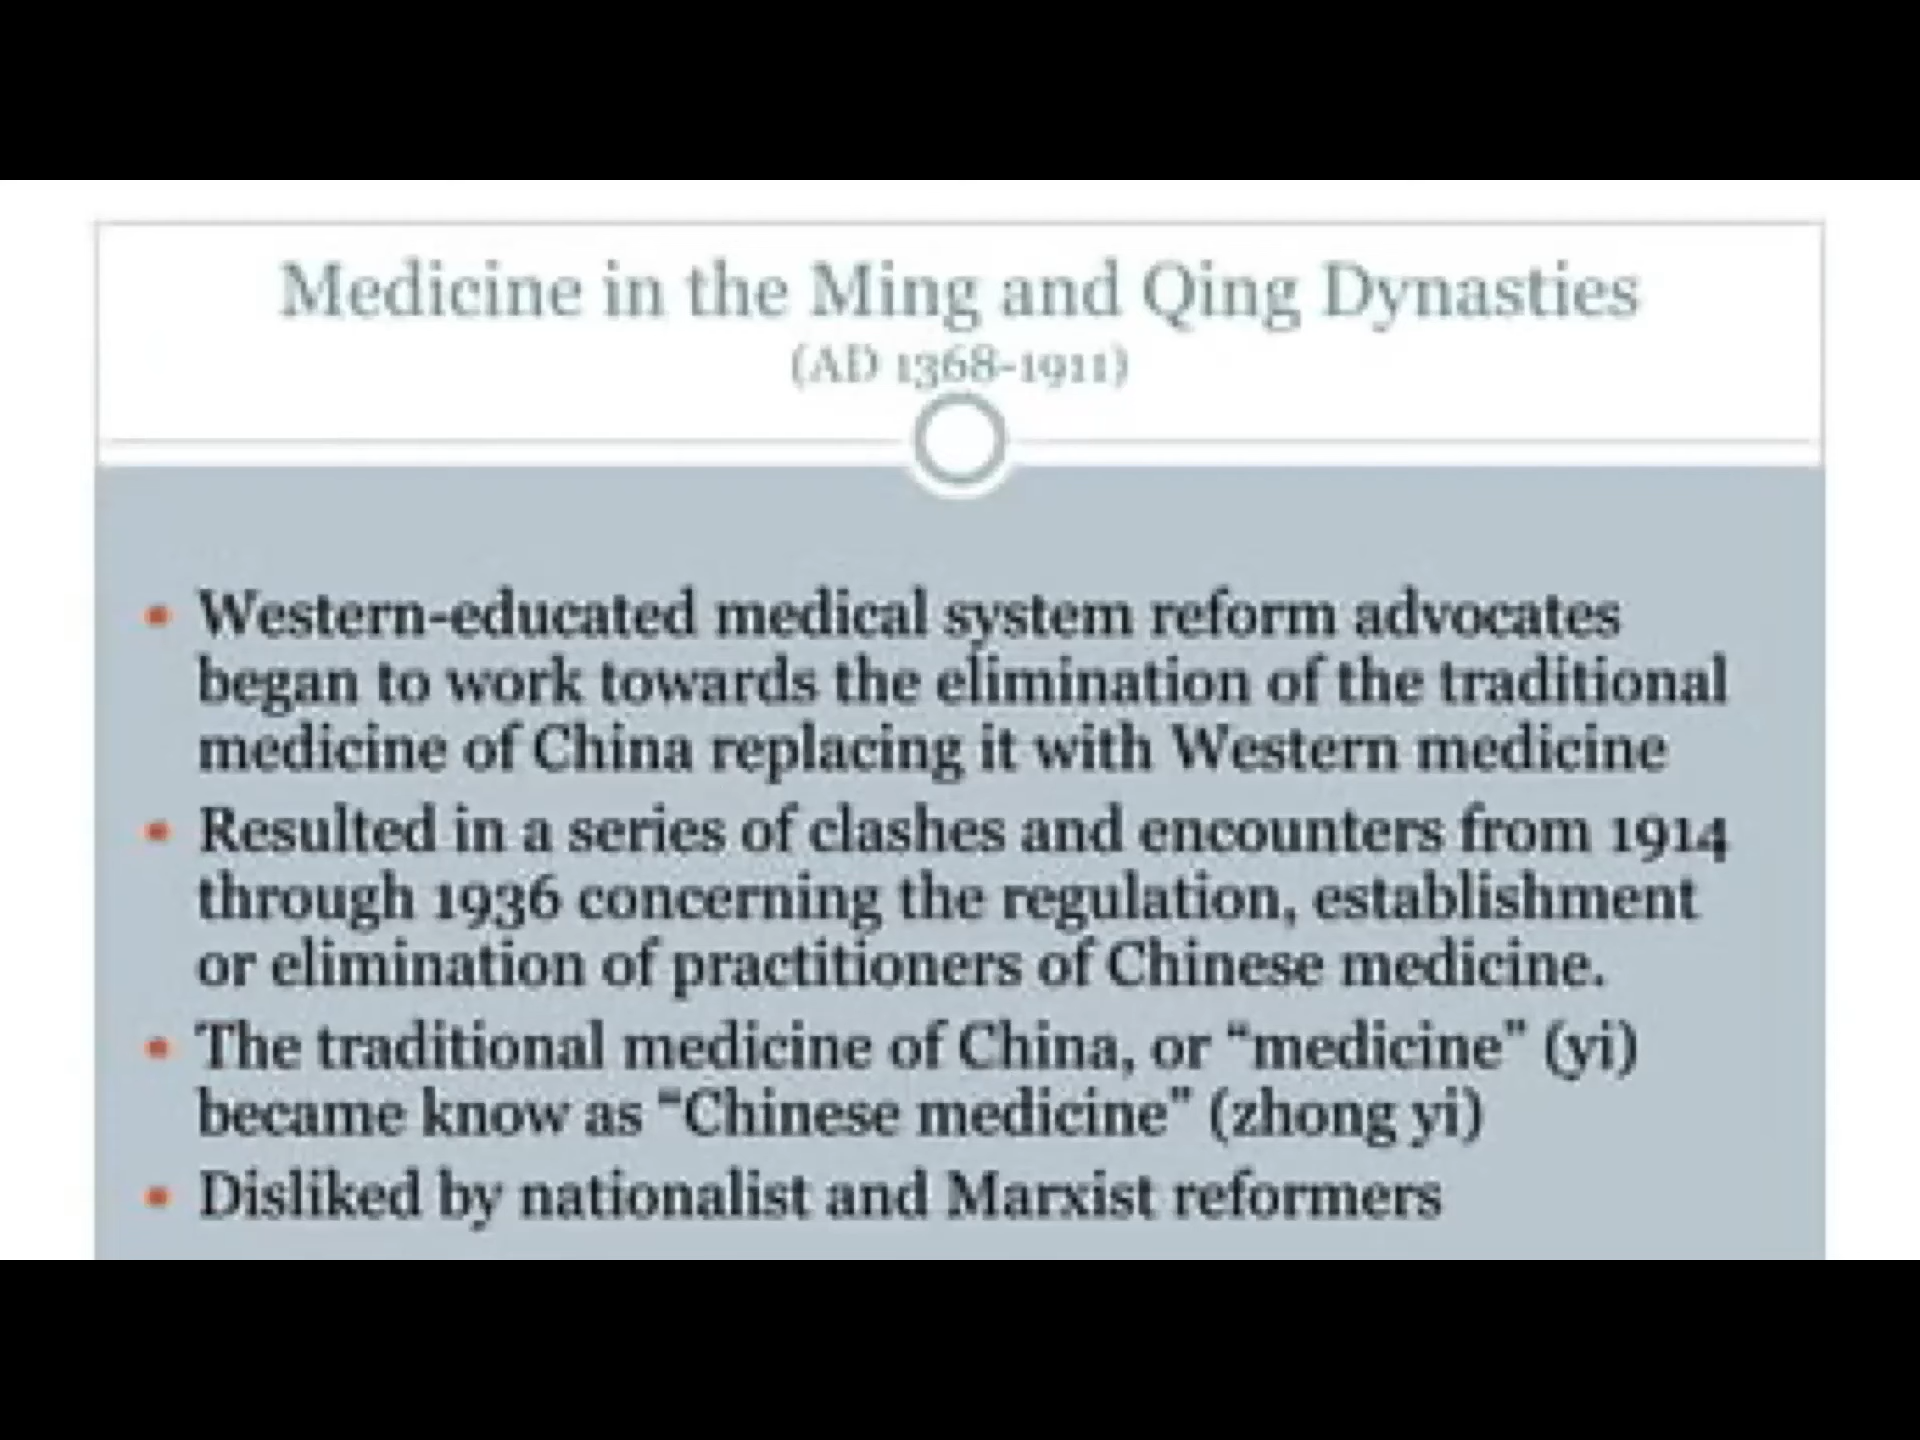 Medicine in the Ming and Qing Dynasties
(AD 1368-1911)
• Western-educated medical system reform advocates
began to work towards the elimination of the traditional
medicine of China replacing it with Western medicine
• Resulted in a series of clashes and encounters from 1914
through 1936 concerning the regulation, establishment
or elimination of practitioners of Chinese medicine.
• The traditional medicine of China, or “medicine” (yi)
became know as “Chinese medicine” (zhong yi)
• Disliked by nationalist and Marxist reformers